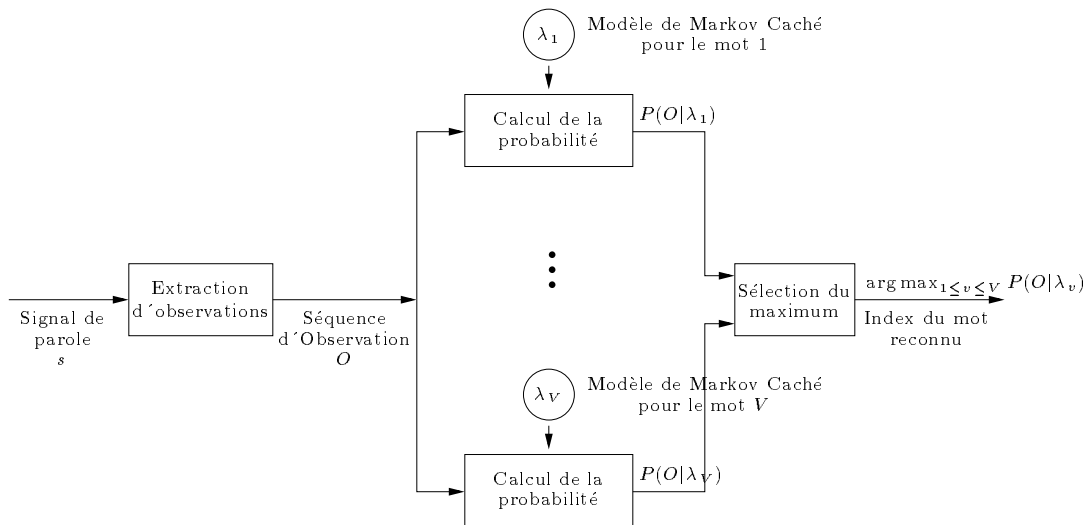 λ₁
Modèle de Markov Caché
pour le mot 1
Calcul de la
probabilité
P(O|λ₁)
Extraction
d´observations
Signal de
parole
s
Séquence
d´Observation
O
Sélection du
maximum
arg max₁≤v≤V P(O|λᵥ)
Index du mot
reconnu
λ_V
Modèle de Markov Caché
pour le mot V
Calcul de la
probabilité
P(O|λ_V)